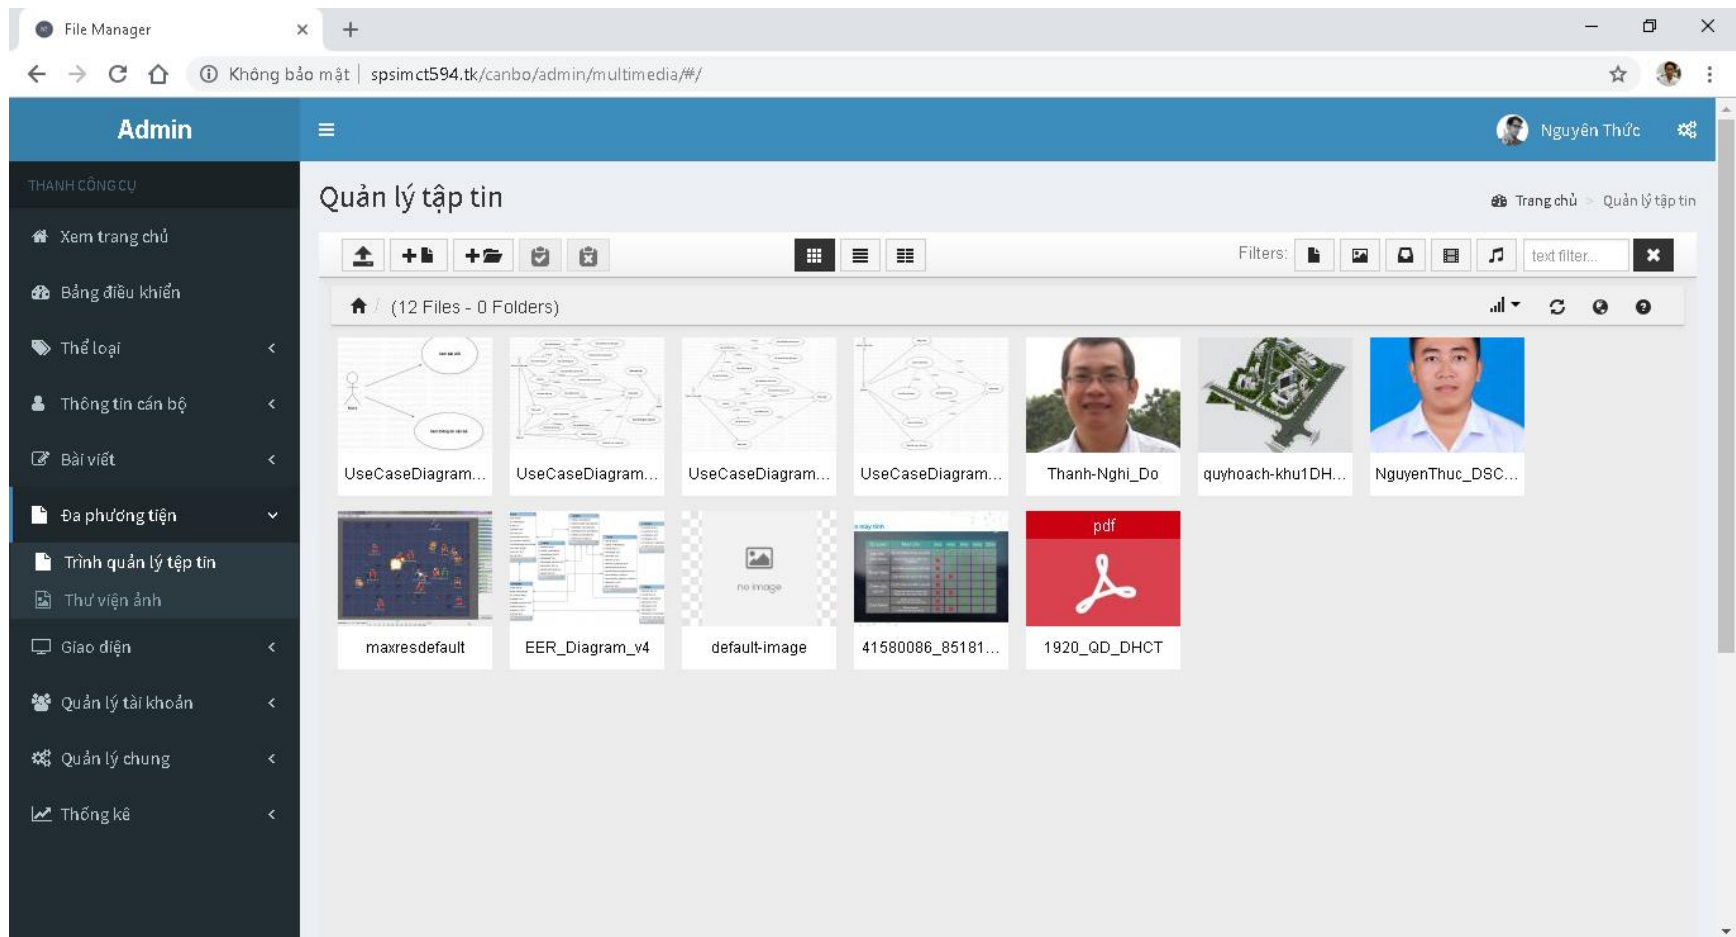 File Manager
Không bảo mật | spsimct594.tk/canbo/admin/multimedia/#/
Admin
Nguyên Thức
THANH CÔNG CỤ
Quản lý tập tin
Trang chủ > Quản lý tập tin
Xem trang chủ
Bảng điều khiển
Thể loại
Thông tin cán bộ
Bài viết
Đa phương tiện
Trình quản lý tệp tin
Thư viện ảnh
Giao diện
Quản lý tài khoản
Quản lý chung
Thống kê
Filters:
text filter...
/ (12 Files - 0 Folders)
UseCaseDiagram...
UseCaseDiagram...
UseCaseDiagram...
UseCaseDiagram...
Thanh-Nghi_Do
quyhoach-khu1DH...
NguyenThuc_DSC...
no image
pdf
maxresdefault
EER_Diagram_v4
default-image
41580086_85181...
1920_QD_DHCT